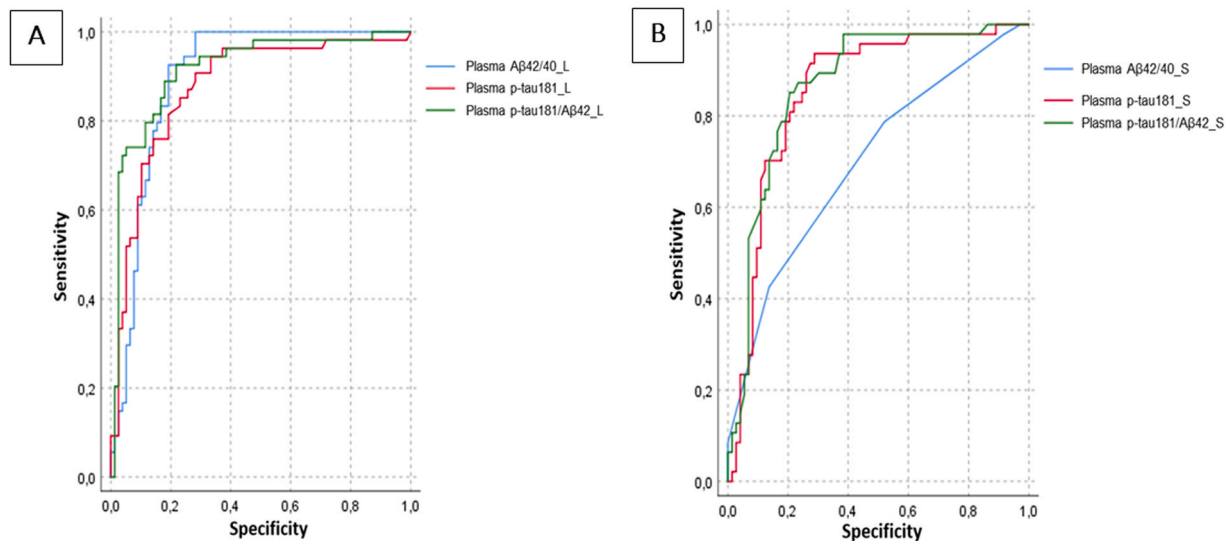 A
1,0
0,8
0,6
0,4
0,2
0,0
Sensitivity
0,0 0,2 0,4 0,6 0,8 1,0
Specificity
Plasma Aβ42/40_L
Plasma p-tau181_L
Plasma p-tau181/Aβ42_L
B
1,0
0,8
0,6
0,4
0,2
0,0
Sensitivity
0,0 0,2 0,4 0,6 0,8 1,0
Specificity
Plasma Aβ42/40_S
Plasma p-tau181_S
Plasma p-tau181/Aβ42_S